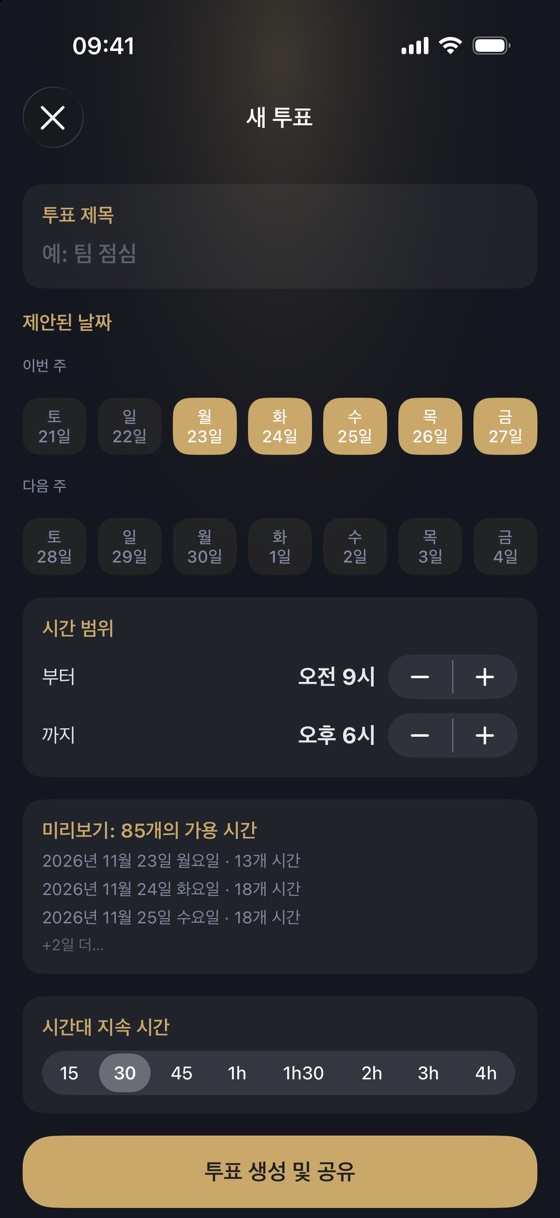 09:41
새 투표
투표 제목
예: 팀 점심
제안된 날짜
이번 주
토 일 월 화 수 목 금
21일 22일 23일 24일 25일 26일 27일
다음 주
토 일 월 화 수 목 금
28일 29일 30일 1일 2일 3일 4일
시간 범위
부터 오전 9시 − +
까지 오후 6시 − +
미리보기: 85개의 가용 시간
2026년 11월 23일 월요일 · 13개 시간
2026년 11월 24일 화요일 · 18개 시간
2026년 11월 25일 수요일 · 18개 시간
+2일 더...
시간대 지속 시간
15 30 45 1h 1h30 2h 3h 4h
투표 생성 및 공유